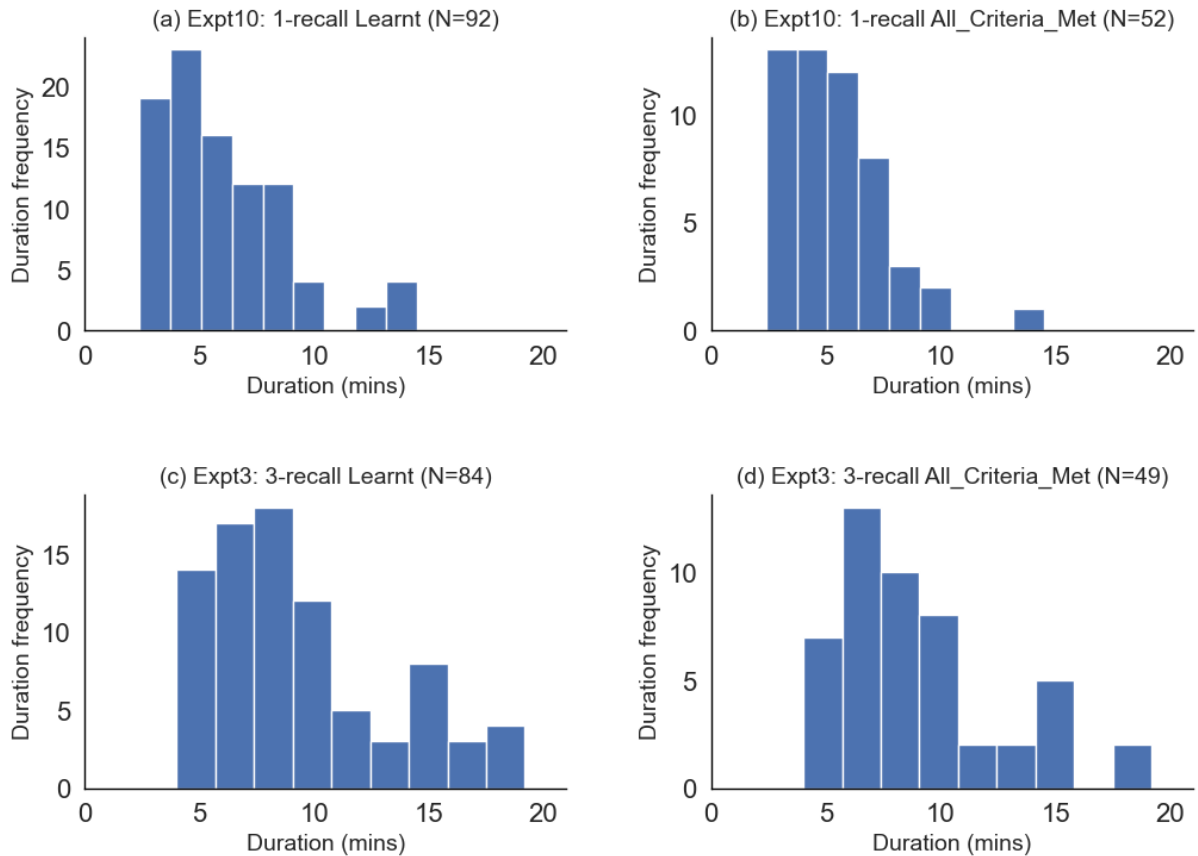 (a) Expt10: 1-recall Learnt (N=92)
Duration frequency
20
15
10
5
0
0 5 10 15 20
Duration (mins)
(b) Expt10: 1-recall All_Criteria_Met (N=52)
Duration frequency
10
5
0
0 5 10 15 20
Duration (mins)
(c) Expt3: 3-recall Learnt (N=84)
Duration frequency
15
10
5
0
0 5 10 15 20
Duration (mins)
(d) Expt3: 3-recall All_Criteria_Met (N=49)
Duration frequency
10
5
0
0 5 10 15 20
Duration (mins)